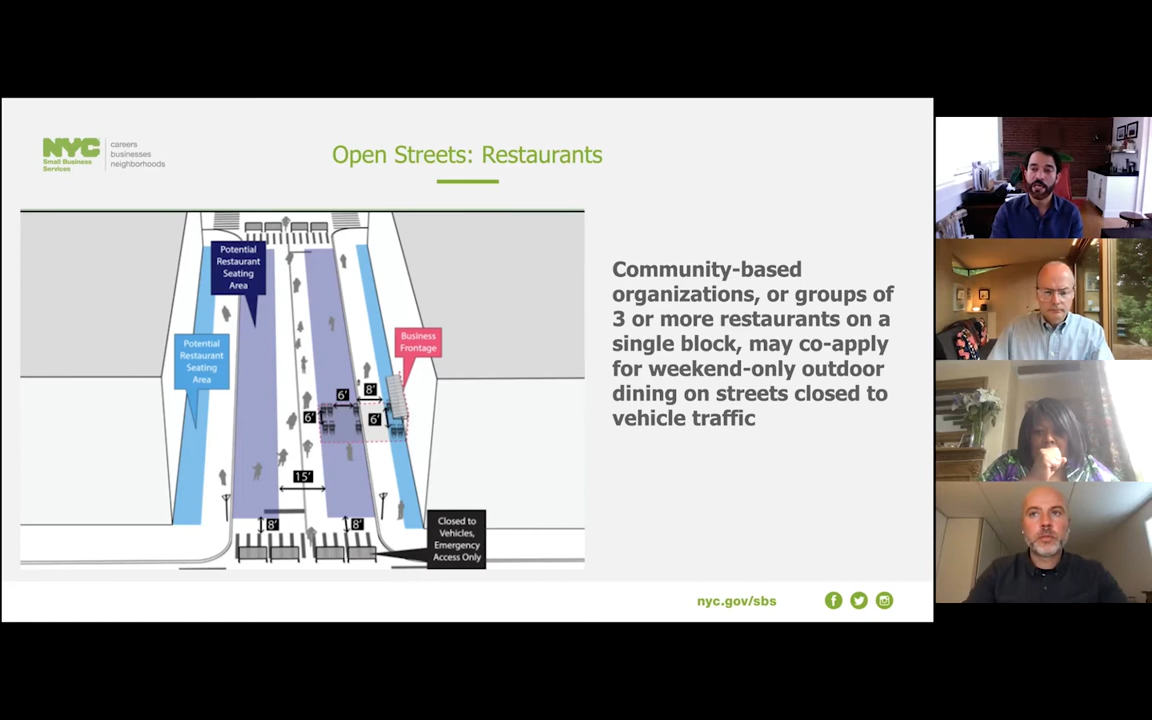 NYC
Small Business
Services
careers
businesses
neighborhoods
Open Streets: Restaurants
Potential
Restaurant
Seating
Area
Potential
Restaurant
Seating
Area
Business
Frontage
6'
8'
6'
6'
15'
8'
8'
Closed to
Vehicles,
Emergency
Access Only
Community-based
organizations, or groups of
3 or more restaurants on a
single block, may co-apply
for weekend-only outdoor
dining on streets closed to
vehicle traffic
nyc.gov/sbs